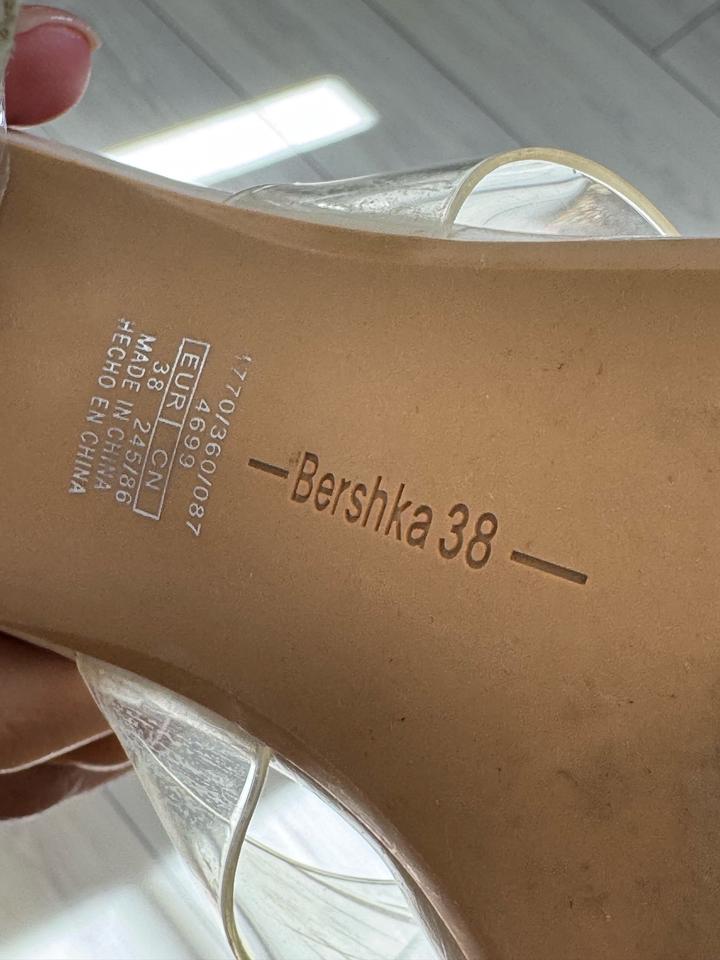 1770/360/087
4699
EUR CN
38 245/86
MADE IN CHINA
HECHO EN CHINA
Bershka 38